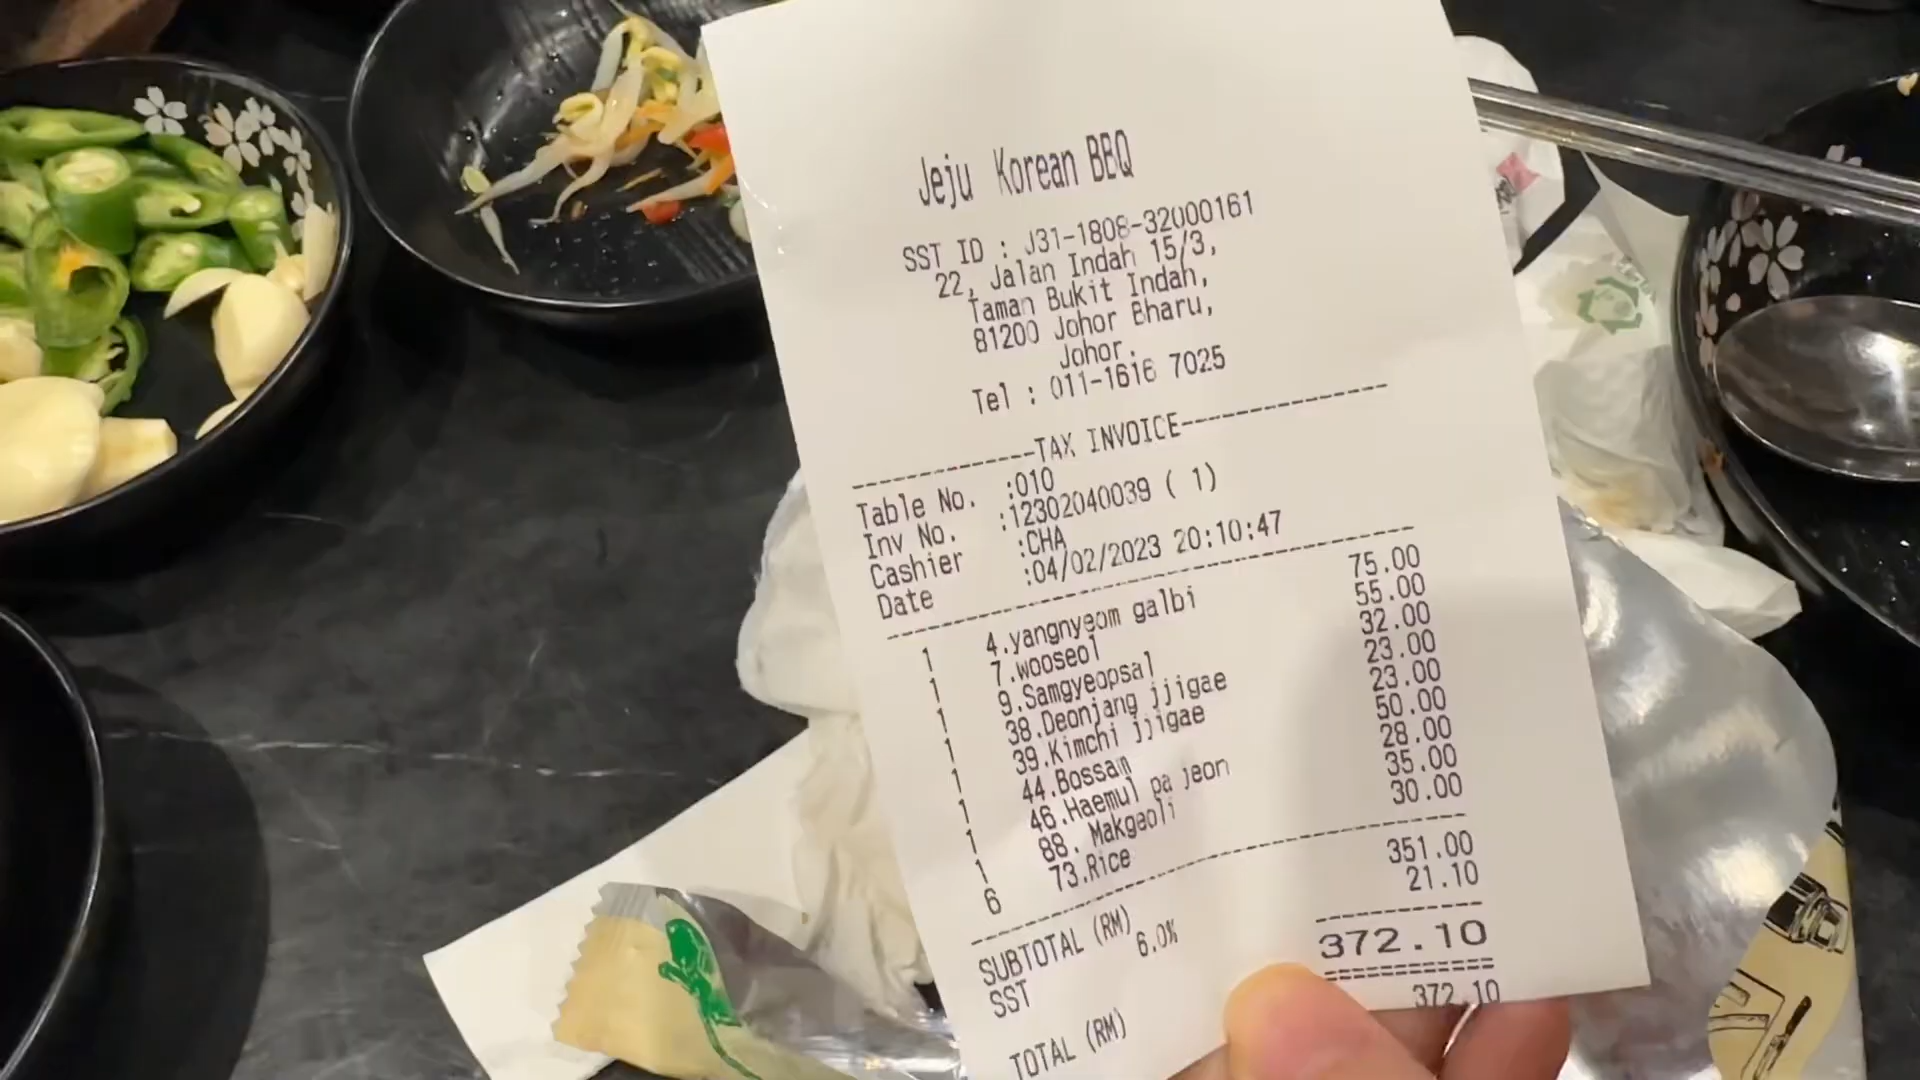 Jeju Korean BBQ
SST ID : J31-1808-32000161
22, Jalan Indah 15/3,
Taman Bukit Indah,
81200 Johor Bharu,
Johor.
Tel : 011-1616 7025
TAX INVOICE
Table No. :010
Inv No. :12302040039 ( 1)
Cashier :CHA
Date :04/02/2023 20:10:47
1 4.yangnyeom galbi 75.00
1 7.wooseol 55.00
1 9.Samgyeopsal 32.00
1 38.Deonjang jjigae 23.00
1 39.Kimchi jjigae 23.00
1 44.Bossam 50.00
1 46.Haemul pa jeon 28.00
1 88. Makgeoli 35.00
6 73.Rice 30.00
SUBTOTAL (RM) 351.00
SST 6.0% 21.10
TOTAL (RM) 372.10
372.10